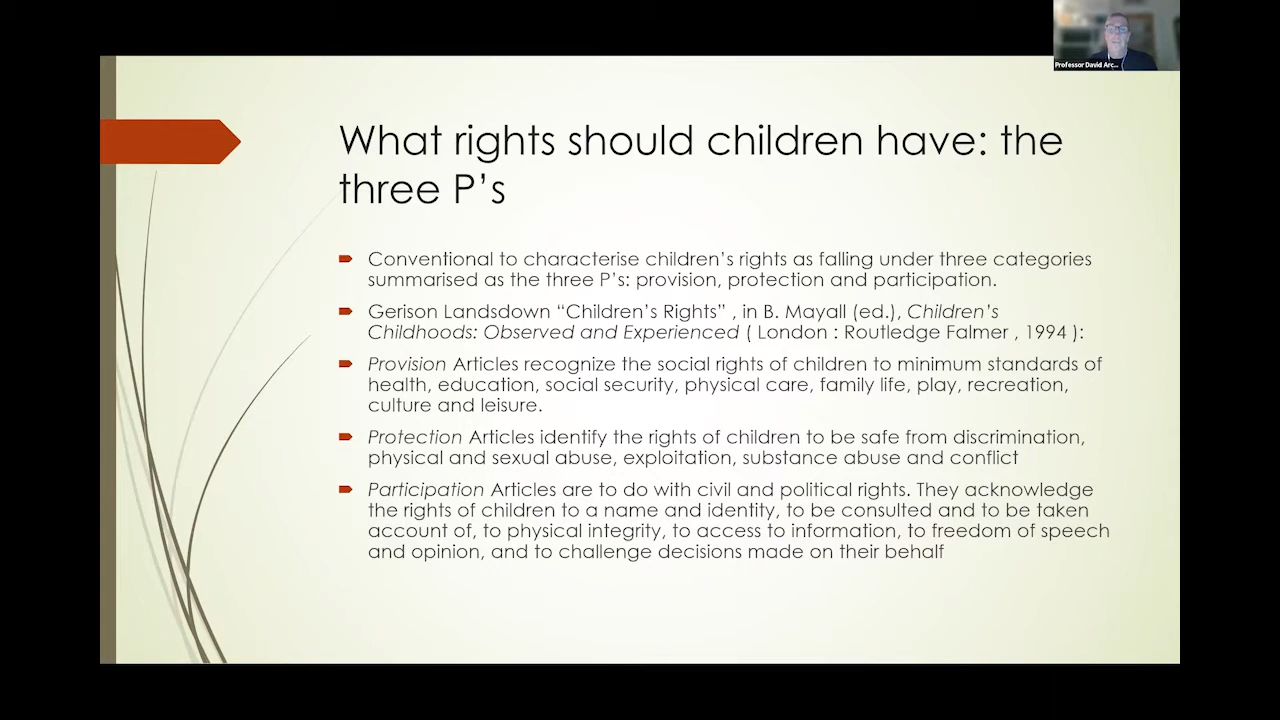 Professor David Arc...
What rights should children have: the
three P's
Conventional to characterise children's rights as falling under three categories
summarised as the three P's: provision, protection and participation.
Gerison Landsdown “Children's Rights” , in B. Mayall (ed.), Children's
Childhoods: Observed and Experienced ( London : Routledge Falmer , 1994 ):
Provision Articles recognize the social rights of children to minimum standards of
health, education, social security, physical care, family life, play, recreation,
culture and leisure.
Protection Articles identify the rights of children to be safe from discrimination,
physical and sexual abuse, exploitation, substance abuse and conflict
Participation Articles are to do with civil and political rights. They acknowledge
the rights of children to a name and identity, to be consulted and to be taken
account of, to physical integrity, to access to information, to freedom of speech
and opinion, and to challenge decisions made on their behalf